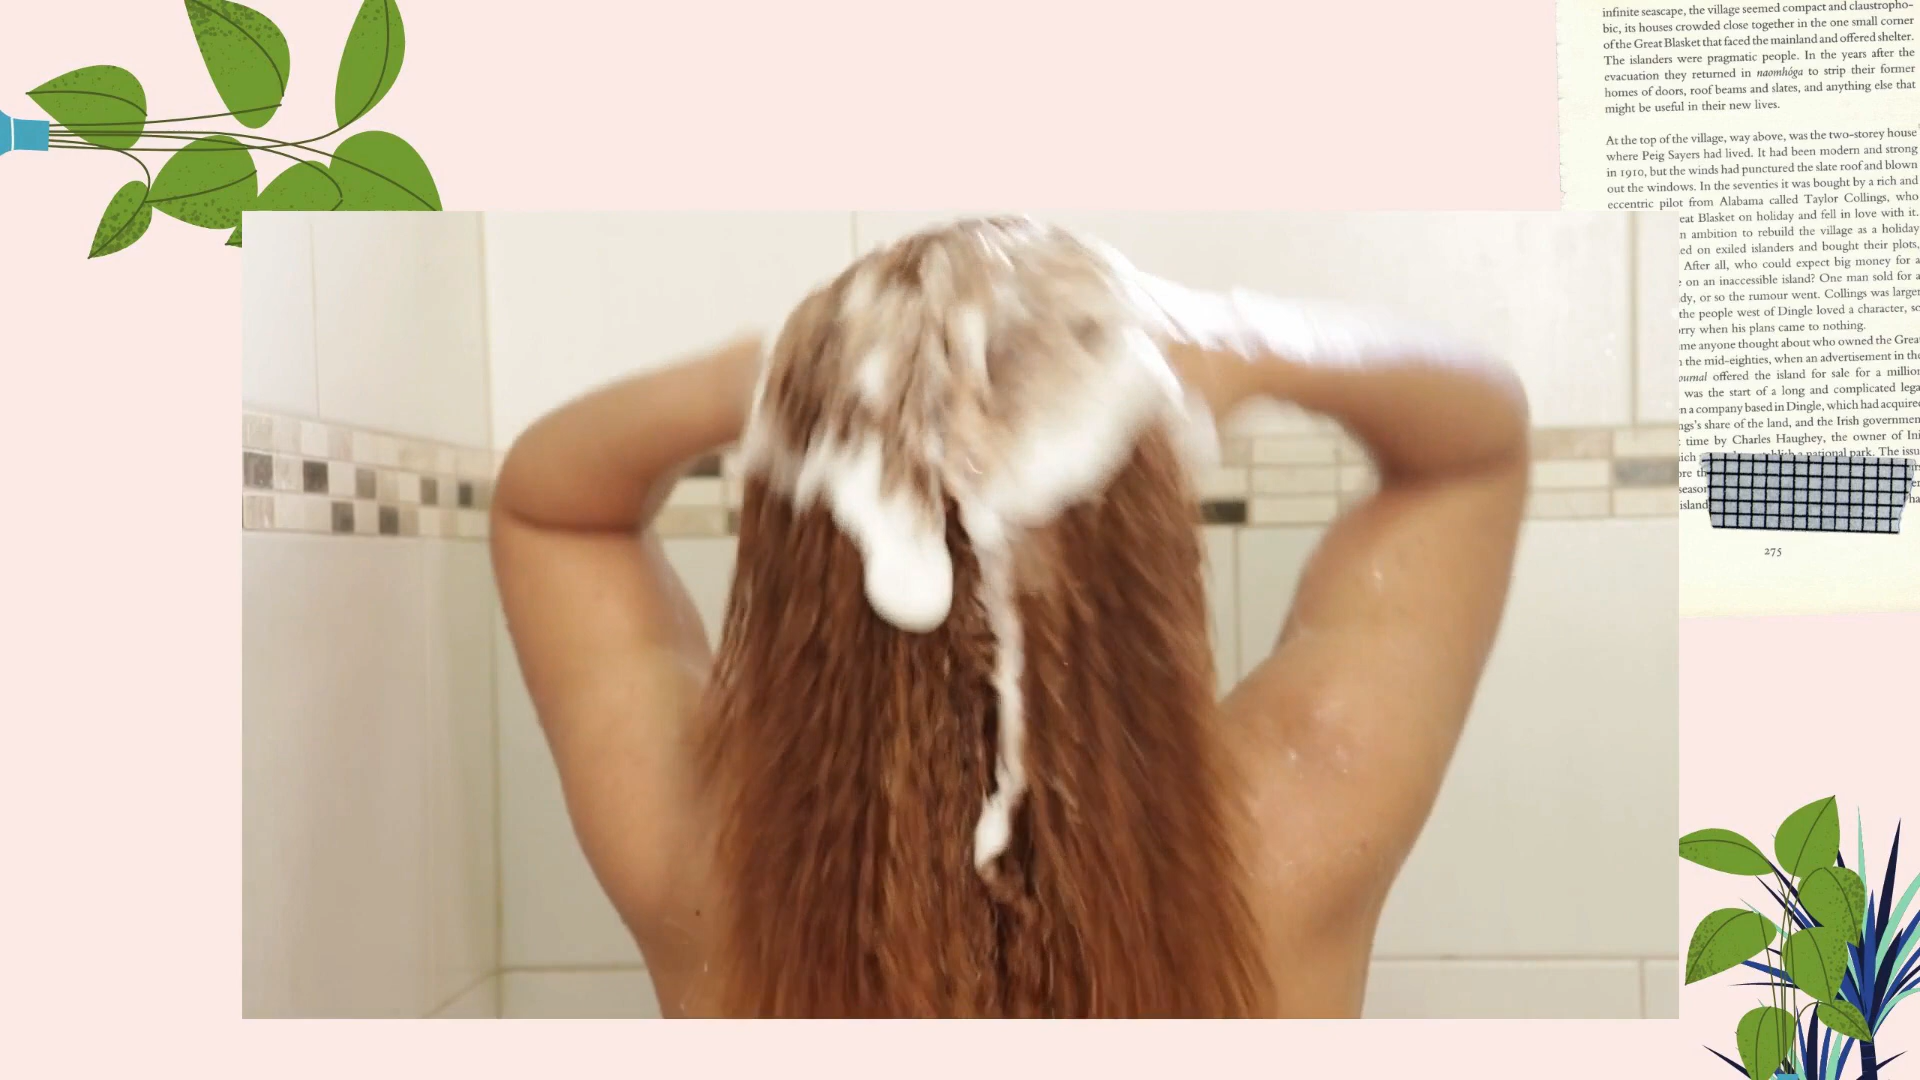 infinite seascape, the village seemed compact and claustropho-
bic, its houses crowded close together in the one small corner
of the Great Blasket that faced the mainland and offered shelter.
The islanders were pragmatic people. In the years after the
evacuation they returned in naomhóga to strip their former
homes of doors, roof beams and slates, and anything else that
might be useful in their new lives.
At the top of the village, way above, was the two-storey house
where Peig Sayers had lived. It had been modern and strong
in 1910, but the winds had punctured the slate roof and blown
out the windows. In the seventies it was bought by a rich and
eccentric pilot from Alabama called Taylor Collings, who
eat Blasket on holiday and fell in love with it.
n ambition to rebuild the village as a holiday
ed on exiled islanders and bought their plots,
After all, who could expect big money for a
on an inaccessible island? One man sold for a
dy, or so the rumour went. Collings was larger
the people west of Dingle loved a character, so
rry when his plans came to nothing.
me anyone thought about who owned the Grea
the mid-eighties, when an advertisement in the
ournal offered the island for sale for a million
was the start of a long and complicated lega
n a company based in Dingle, which had acquired
ngs's share of the land, and the Irish governmen
time by Charles Haughey, the owner of Ini
ich national park. The issu
ore th
season
island ha
275